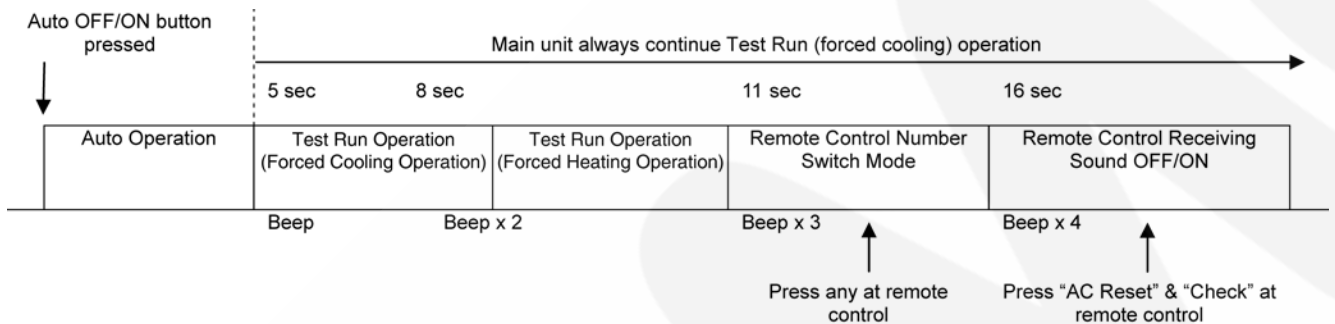 Auto OFF/ON button
pressed
Main unit always continue Test Run (forced cooling) operation
5 sec
8 sec
11 sec
16 sec
Auto Operation
Test Run Operation
(Forced Cooling Operation)
Test Run Operation
(Forced Heating Operation)
Remote Control Number
Switch Mode
Remote Control Receiving
Sound OFF/ON
Beep
Beep x 2
Beep x 3
Beep x 4
Press any at remote
control
Press “AC Reset” & “Check” at
remote control